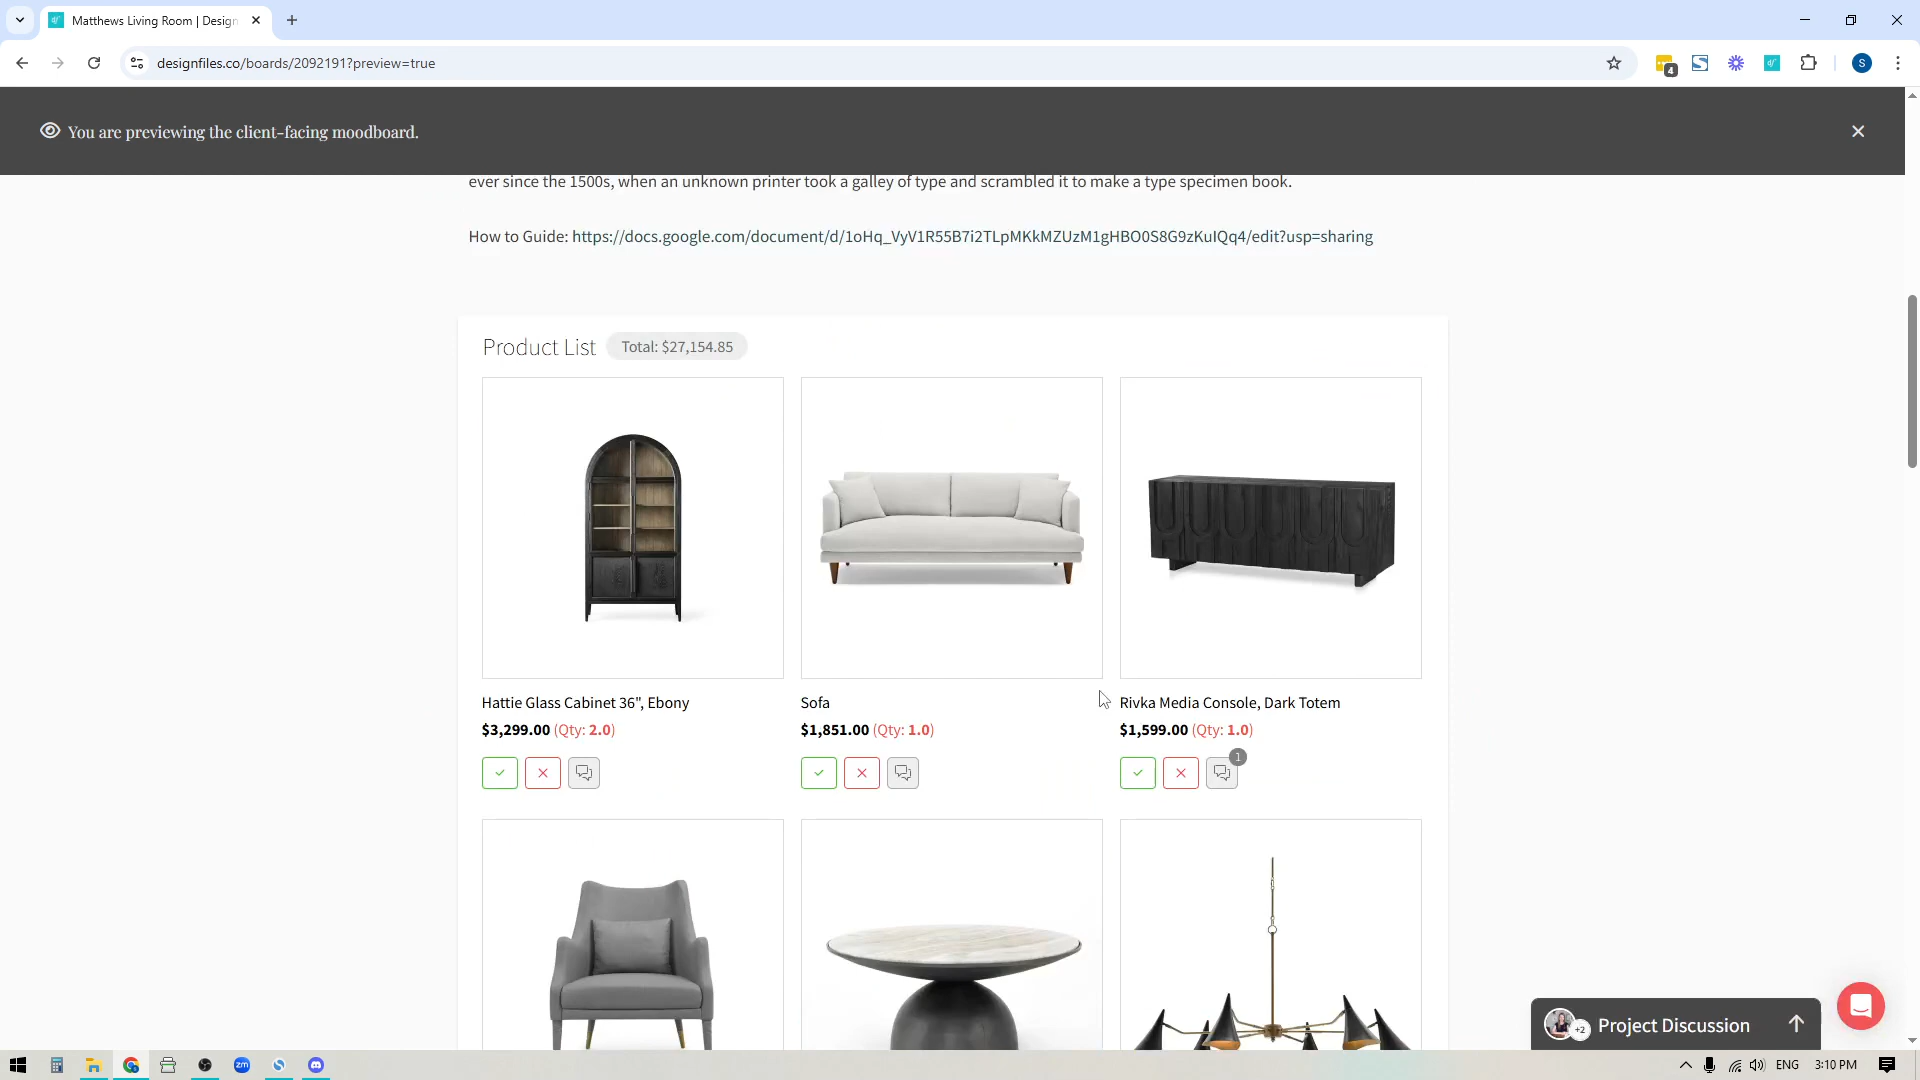 Matthews Living Room | Design
designfiles.co/boards/2092191?preview=true
4
S
You are previewing the client-facing moodboard.
ever since the 1500s, when an unknown printer took a galley of type and scrambled it to make a type specimen book.
How to Guide: https://docs.google.com/document/d/1oHq_VyV1R55B7i2TLpMKkMZUzM1gHBO0S8G9zKuIQq4/edit?usp=sharing
Product List Total: $27,154.85
Hattie Glass Cabinet 36", Ebony
$3,299.00 (Qty: 2.0)
Sofa
$1,851.00 (Qty: 1.0)
Rivka Media Console, Dark Totem
$1,599.00 (Qty: 1.0)
1
+2 Project Discussion
zm
ENG 3:10 PM